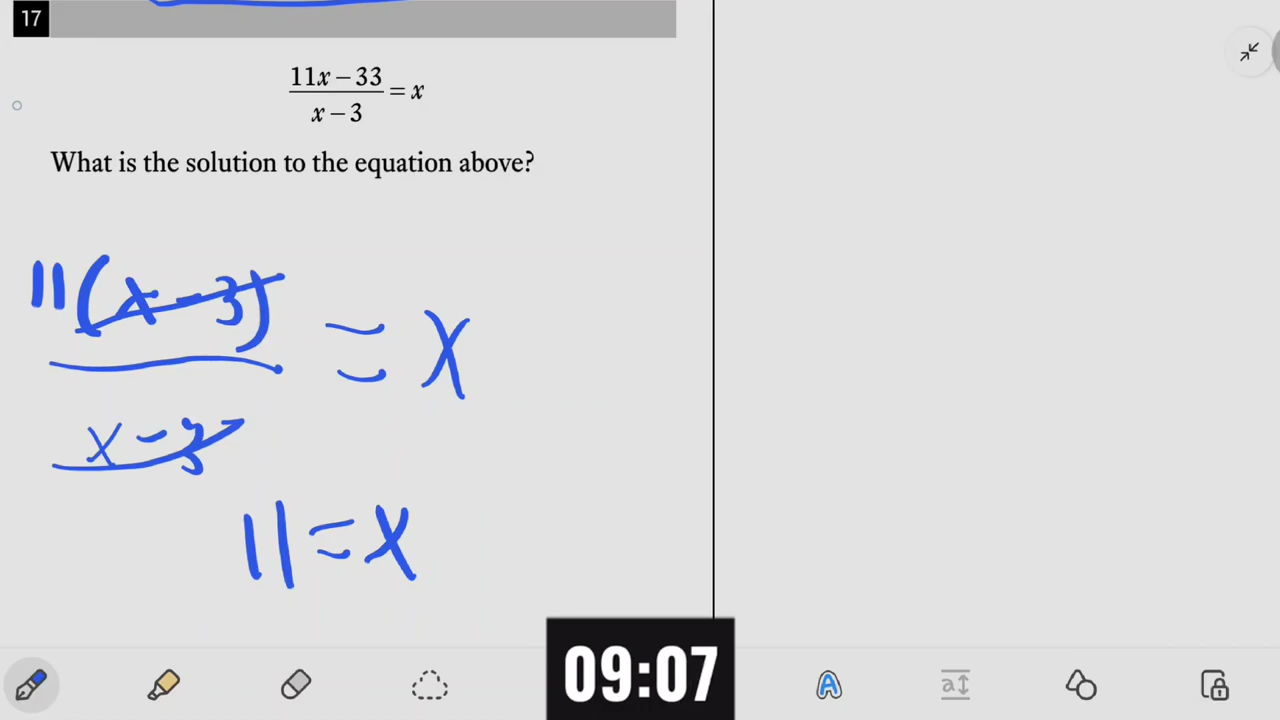 17
11x − 33
= x
x − 3
What is the solution to the equation above?
11(x − 3)
= x
x − 3
11 = x
09:07
A
a